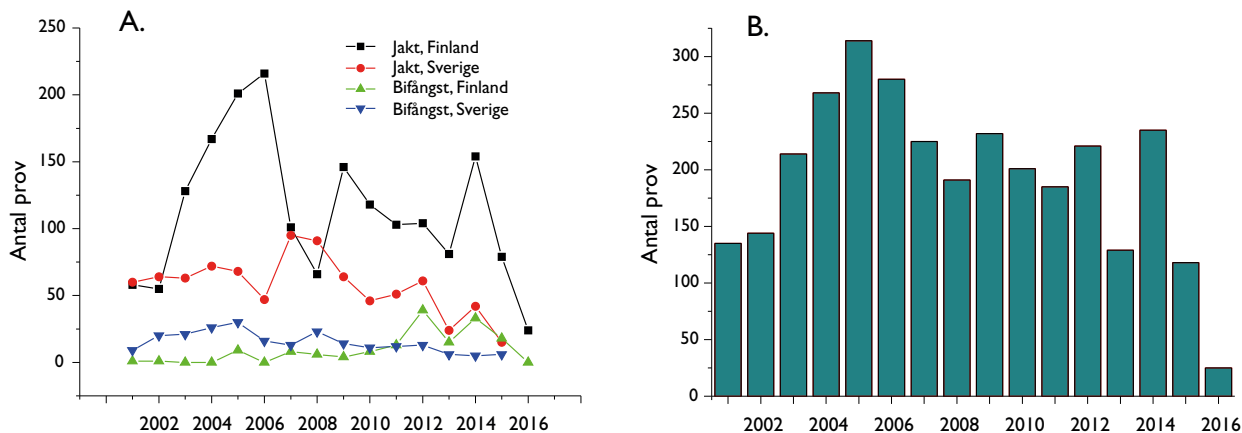 A.
Jakt, Finland
Jakt, Sverige
Bifångst, Finland
Bifångst, Sverige
Antal prov
250
200
150
100
50
0
2002 2004 2006 2008 2010 2012 2014 2016
B.
Antal prov
300
250
200
150
100
50
0
2002 2004 2006 2008 2010 2012 2014 2016